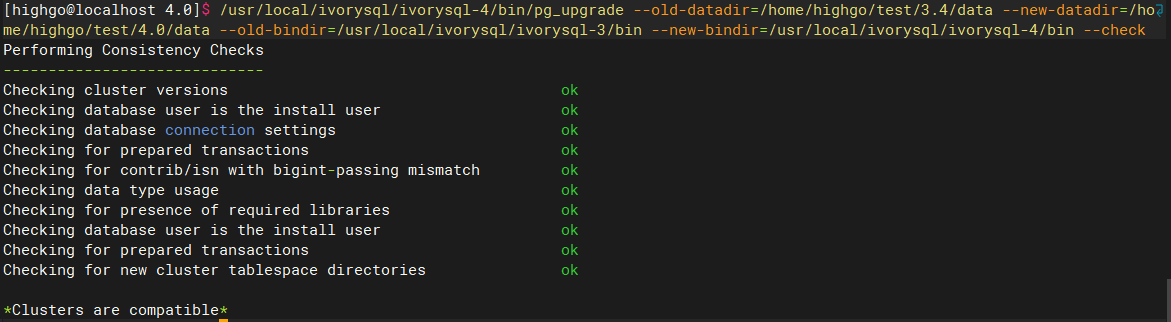 [highgo@localhost 4.0]$ /usr/local/ivorysql/ivorysql-4/bin/pg_upgrade --old-datadir=/home/highgo/test/3.4/data --new-datadir=/ho
me/highgo/test/4.0/data --old-bindir=/usr/local/ivorysql/ivorysql-3/bin --new-bindir=/usr/local/ivorysql/ivorysql-4/bin --check
Performing Consistency Checks
-----------------------------
Checking cluster versions ok
Checking database user is the install user ok
Checking database connection settings ok
Checking for prepared transactions ok
Checking for contrib/isn with bigint-passing mismatch ok
Checking data type usage ok
Checking for presence of required libraries ok
Checking database user is the install user ok
Checking for prepared transactions ok
Checking for new cluster tablespace directories ok
*Clusters are compatible*